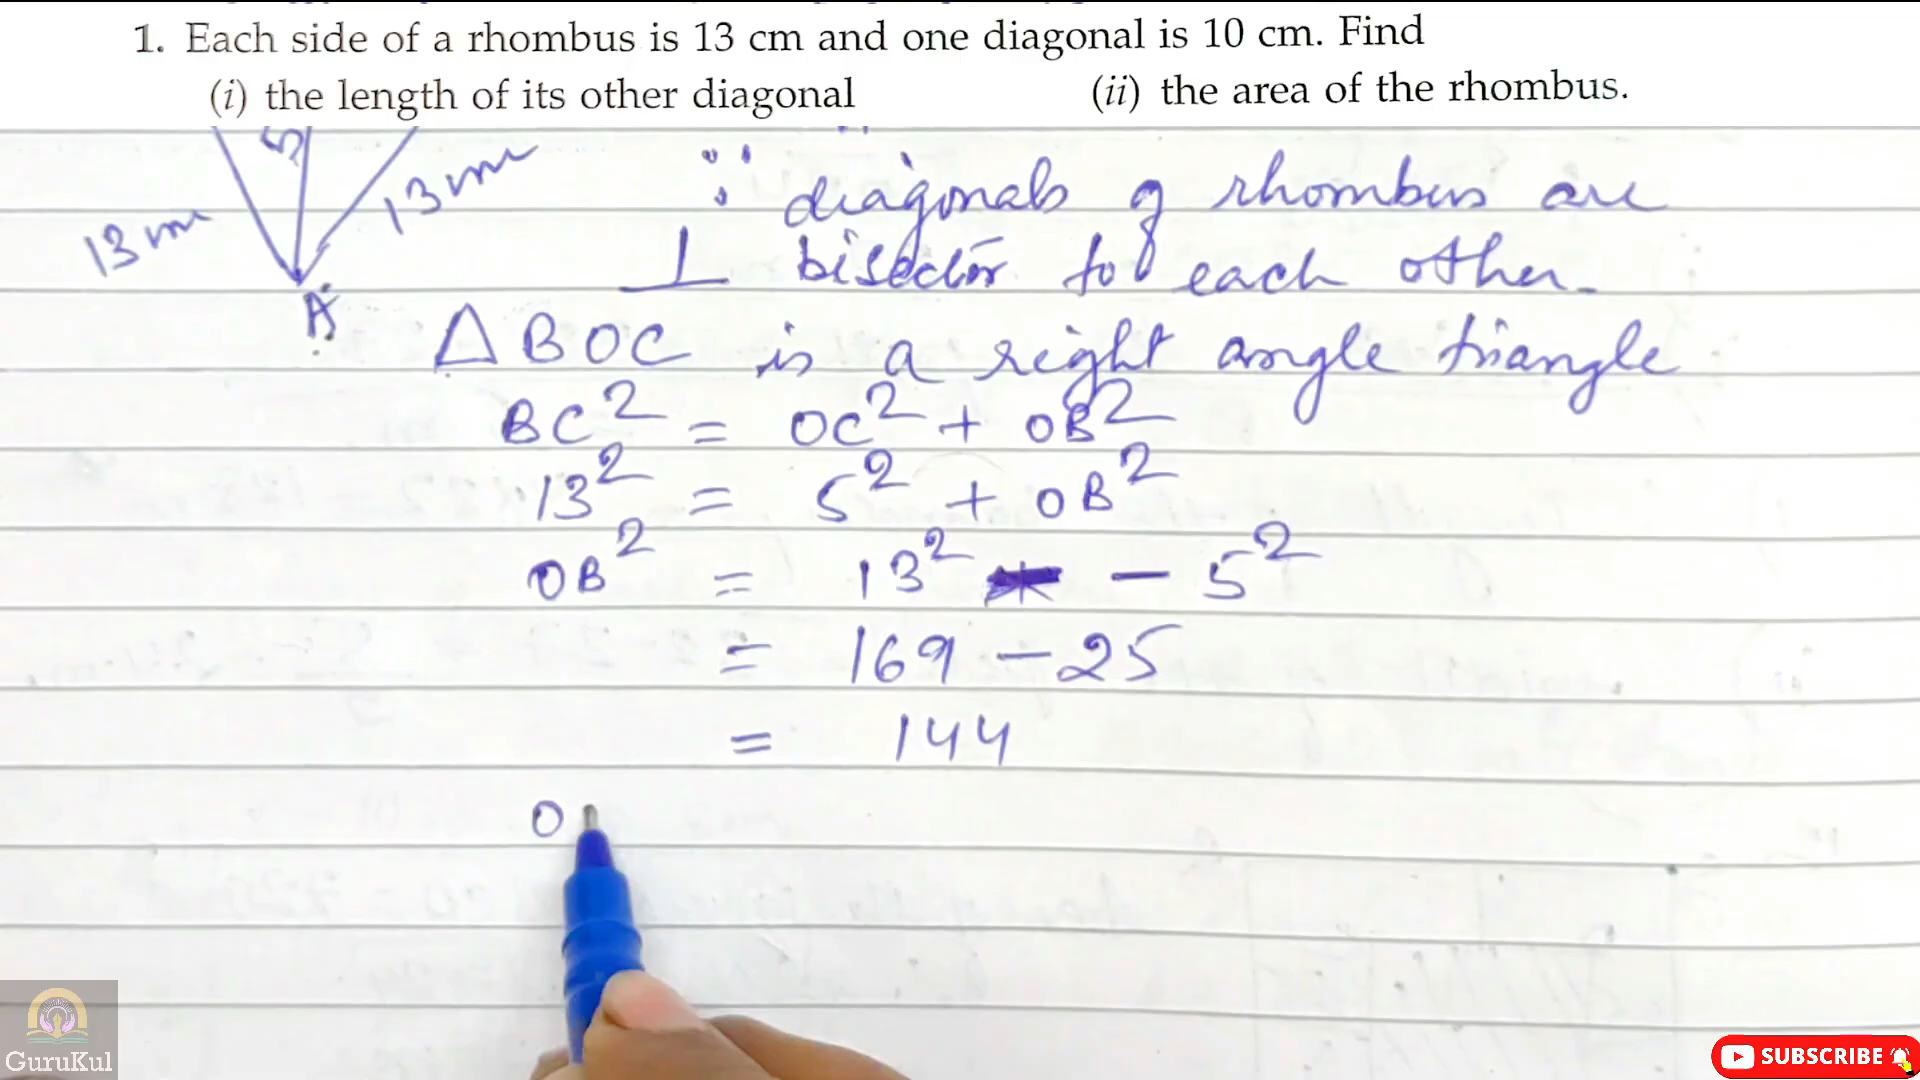 1. Each side of a rhombus is 13 cm and one diagonal is 10 cm. Find
(i) the length of its other diagonal (ii) the area of the rhombus.
5
13 cm
13 cm
A
∵ diagonals of rhombus are
⊥ bisector to each other.
△ BOC is a right angle triangle
BC² = OC² + OB²
13² = 5² + OB²
OB² = 13² - 5²
= 169 - 25
= 144
O
GuruKul
SUBSCRIBE